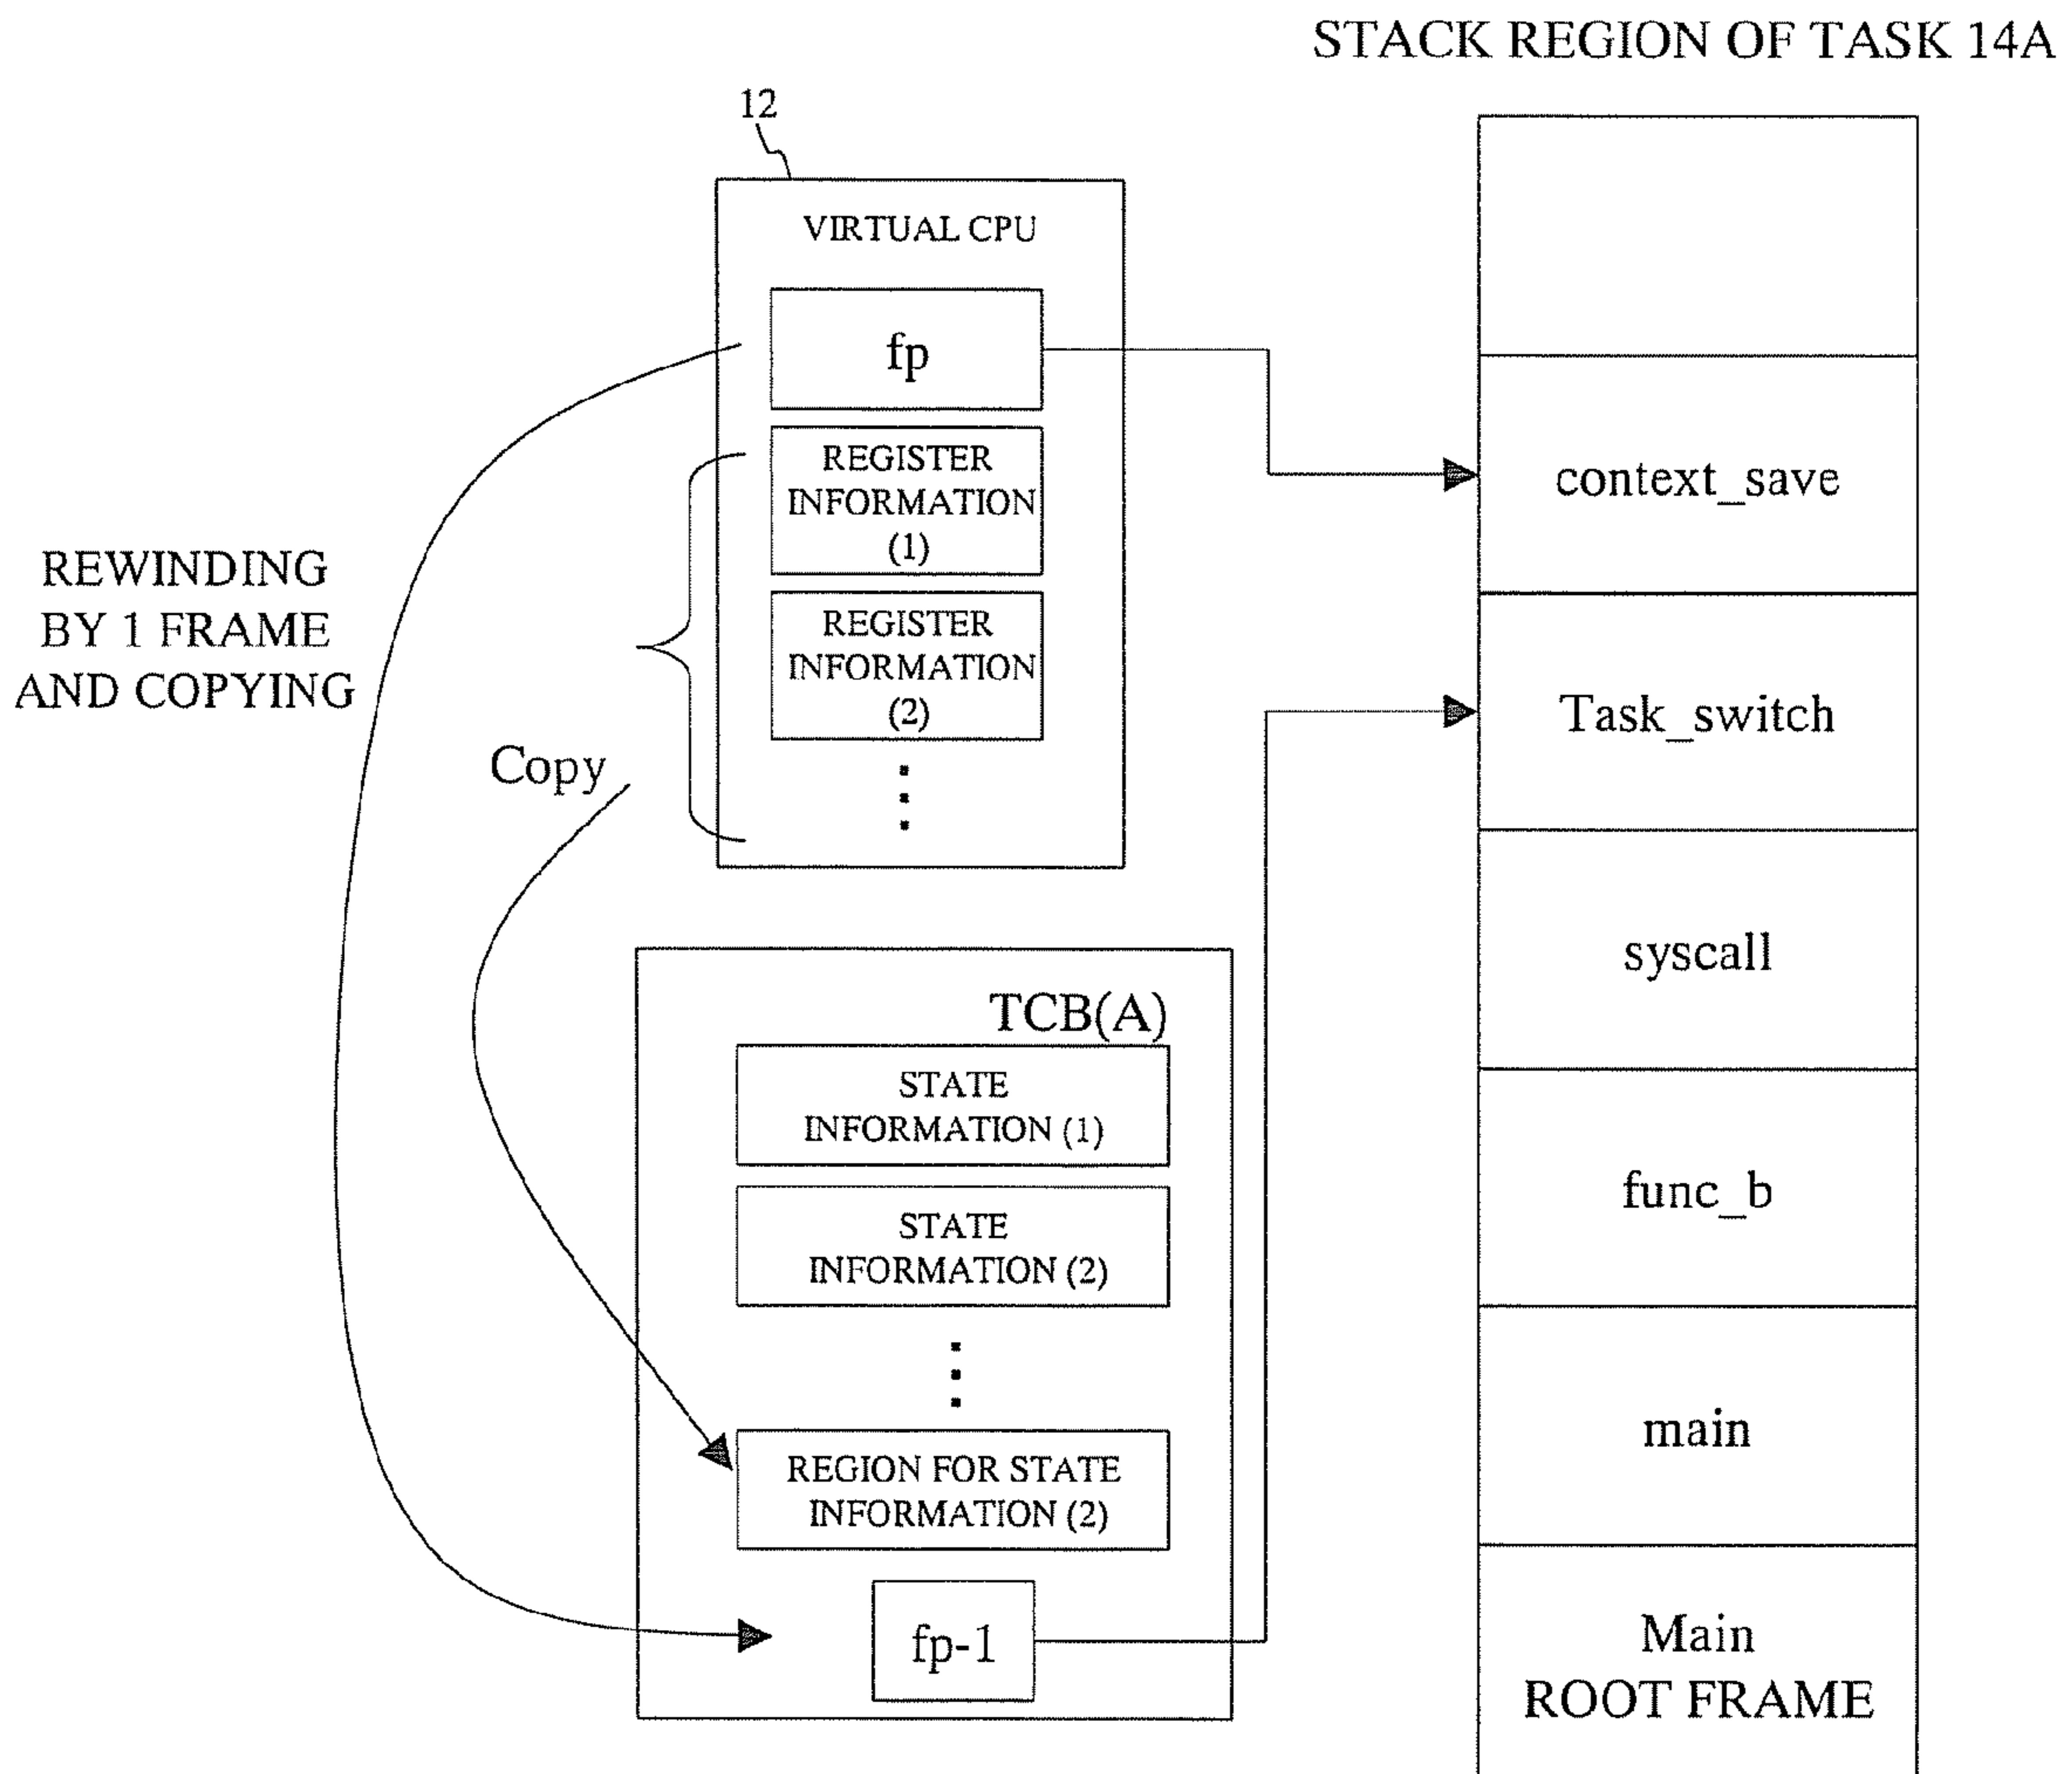 STACK REGION OF TASK 14A
12
VIRTUAL CPU
fp
REGISTER
INFORMATION
(1)
REGISTER
INFORMATION
(2)
REWINDING
BY 1 FRAME
AND COPYING
Copy
TCB(A)
STATE
INFORMATION (1)
STATE
INFORMATION (2)
REGION FOR STATE
INFORMATION (2)
fp-1
context_save
Task_switch
syscall
func_b
main
Main
ROOT FRAME